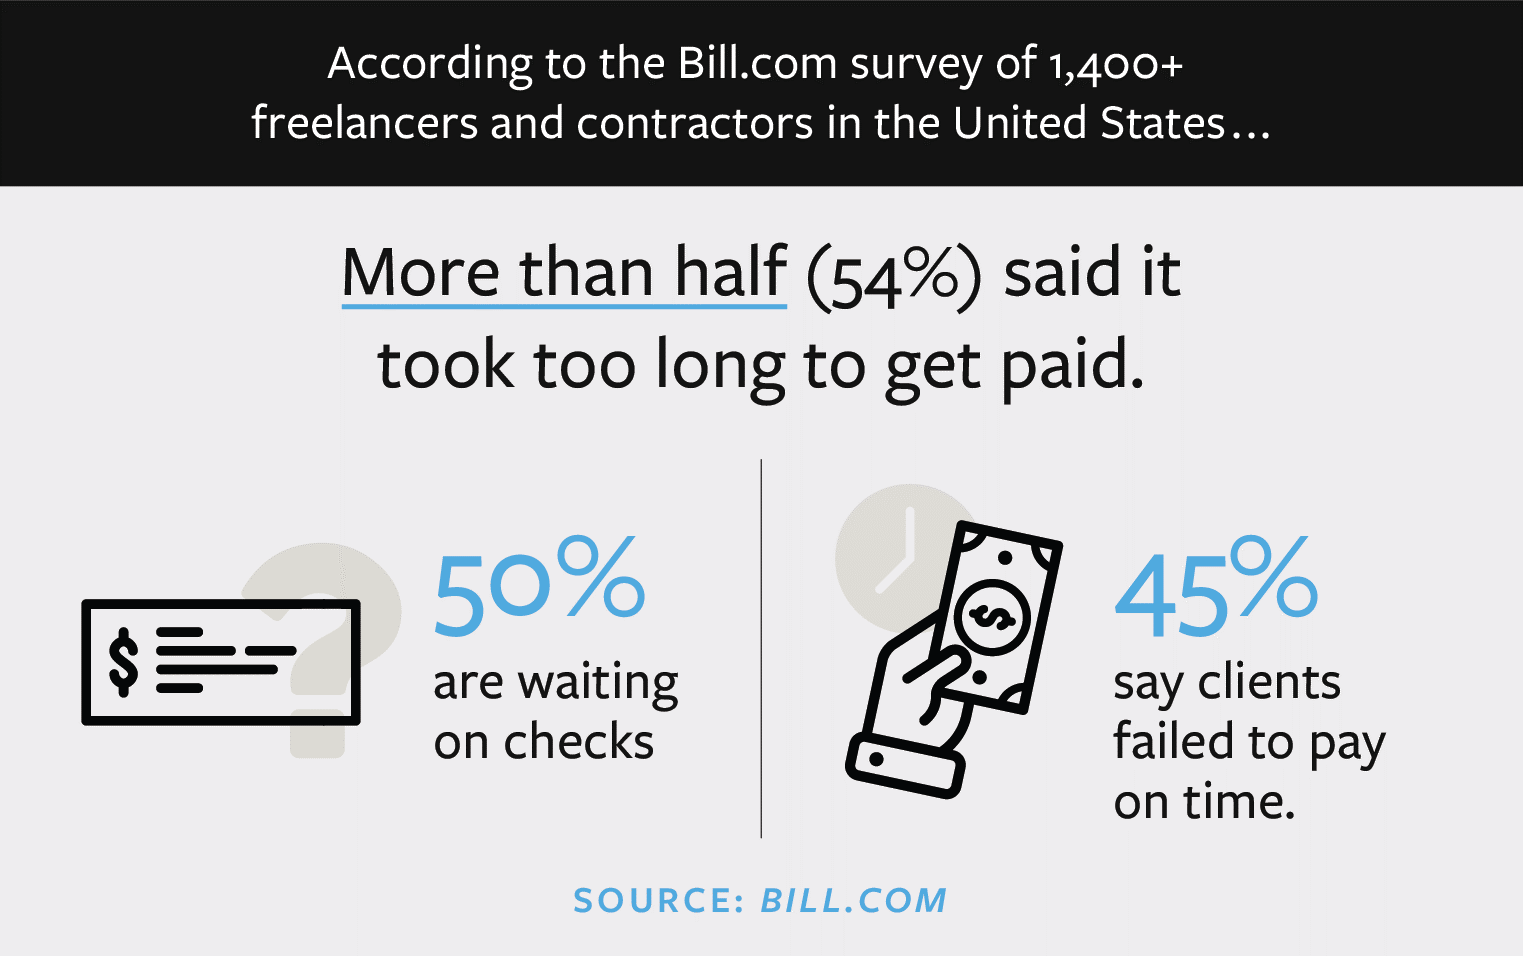 According to the Bill.com survey of 1,400+
freelancers and contractors in the United States...
More than half (54%) said it
took too long to get paid.
$
50%
are waiting
on checks
?
$
45%
say clients
failed to pay
on time.
SOURCE: BILL.COM